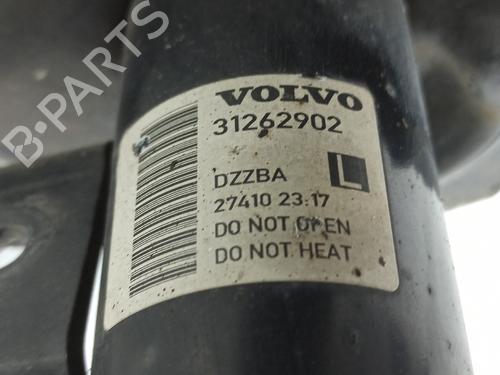 VOLVO
31262902
DZZBA L
27410 23:17
DO NOT OPEN
DO NOT HEAT
B-PARTS